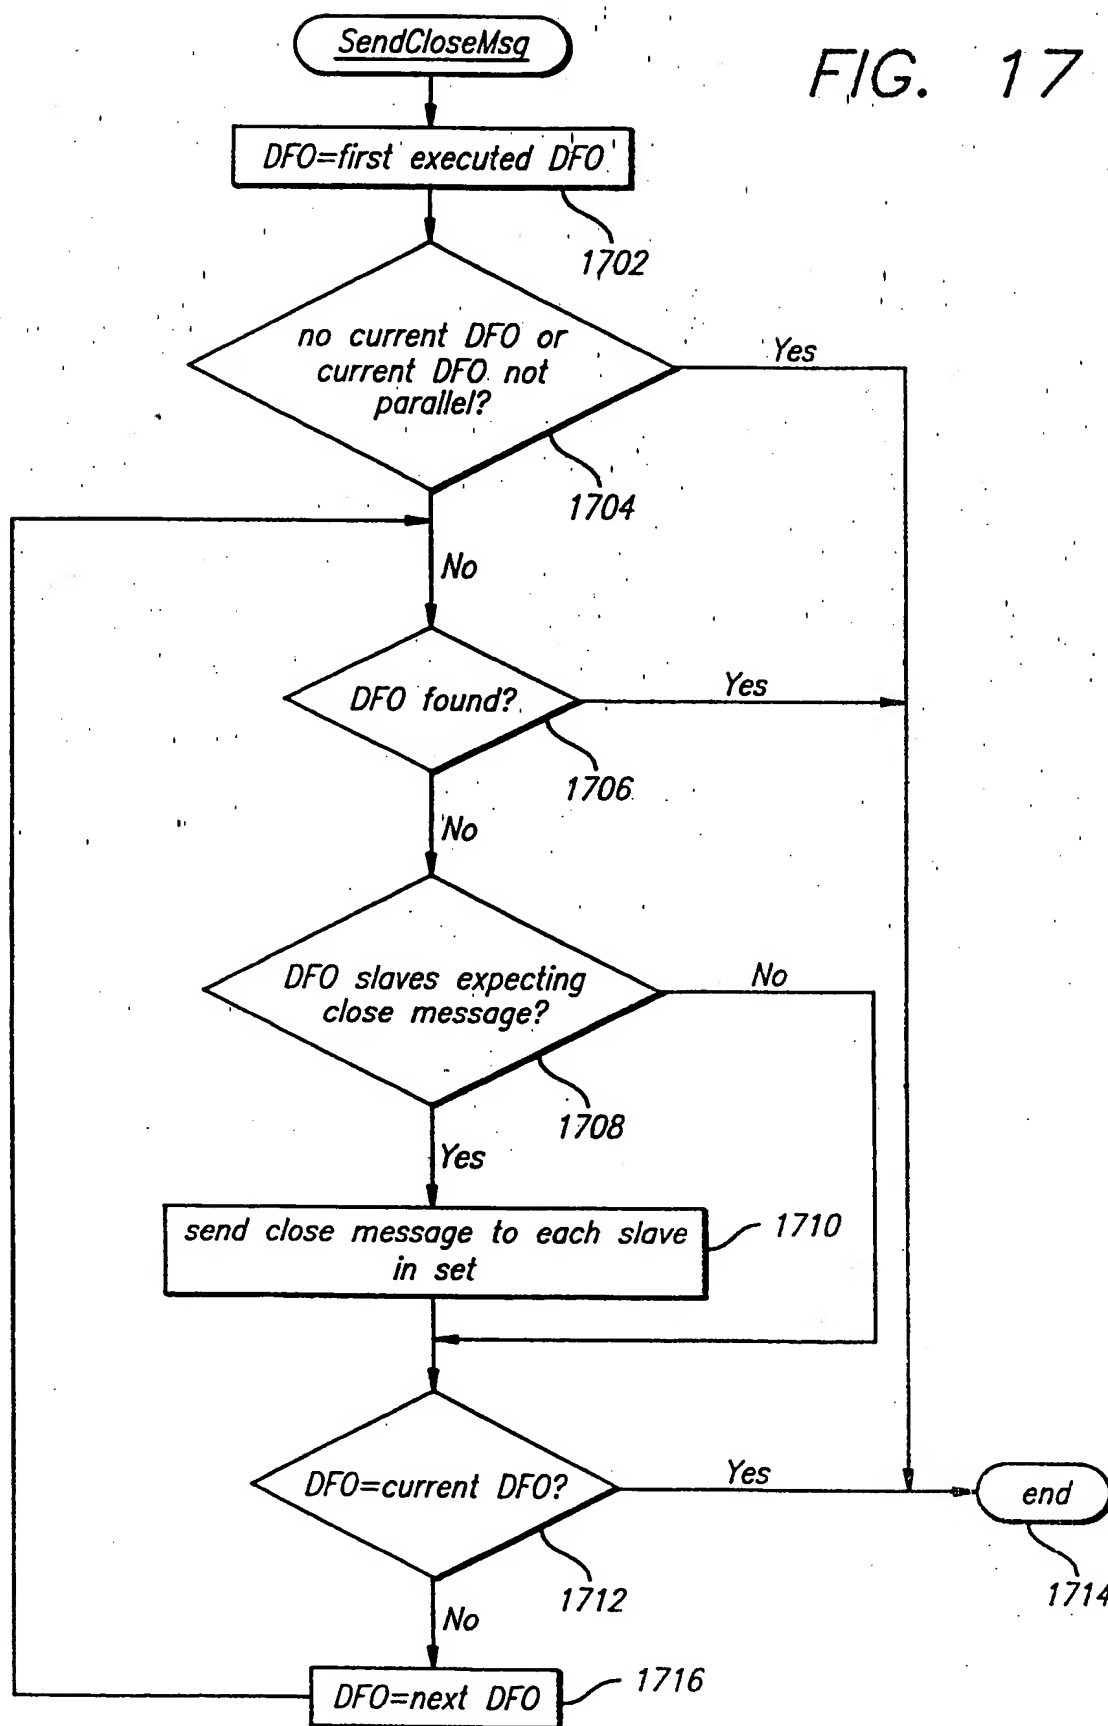 SendCloseMsg
FIG. 17
DFO=first executed DFO
1702
no current DFO or
current DFO not
parallel?
Yes
1704
No
DFO found?
Yes
1706
No
DFO slaves expecting
close message?
No
1708
Yes
send close message to each slave
in set
1710
DFO=current DFO?
Yes
end
1712
1714
No
DFO=next DFO
1716